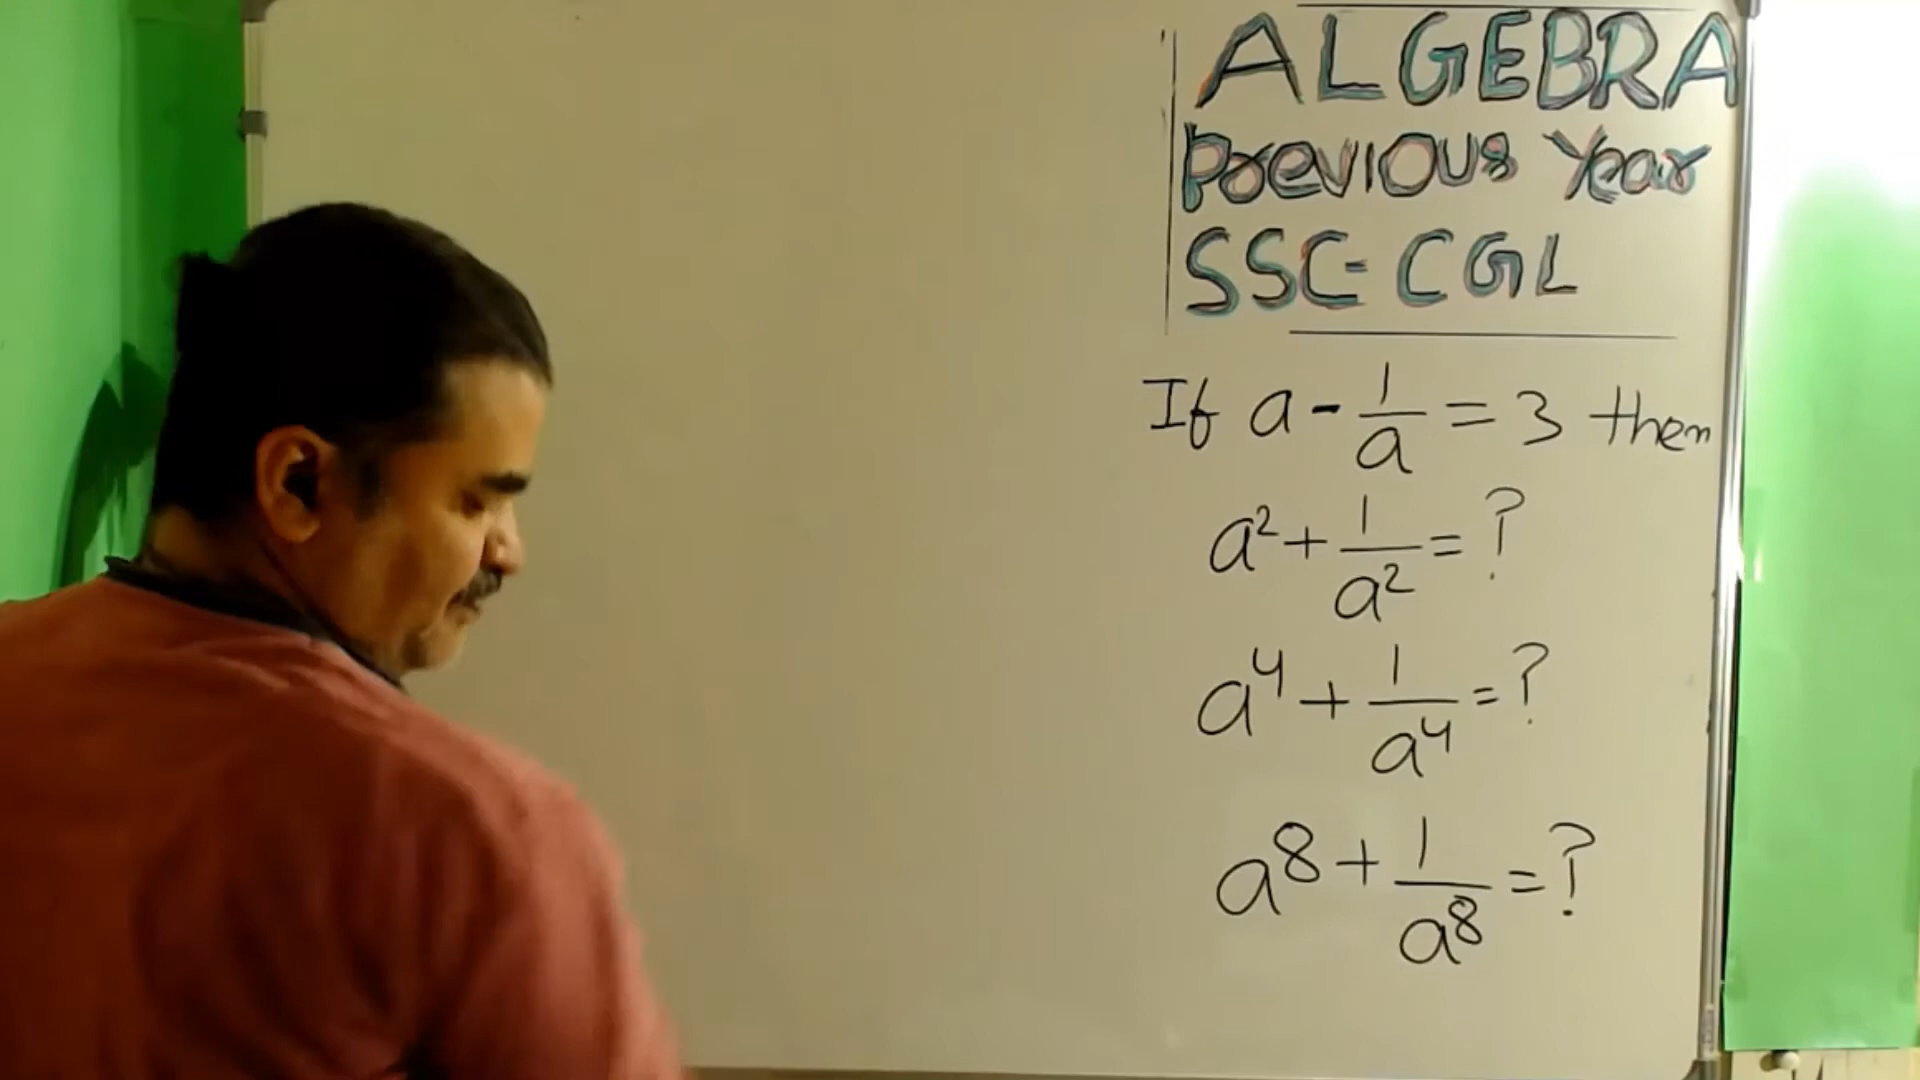 ALGEBRA
Previous Year
SSC-CGL
If a - 1/a = 3 then
a² + 1/a² = ?
a⁴ + 1/a⁴ = ?
a⁸ + 1/a⁸ = ?